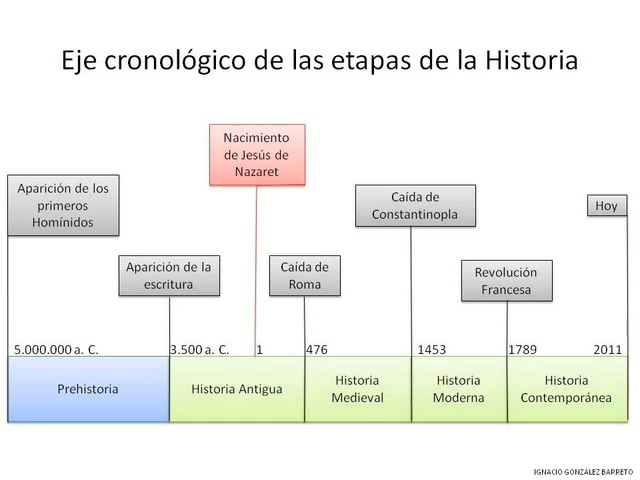 Eje cronológico de las etapas de la Historia
Nacimiento
de Jesús de
Nazaret
Aparición de los
primeros
Homínidos
Caída de
Constantinopla
Hoy
Aparición de la
escritura
Caída de
Roma
Revolución
Francesa
5.000.000 a. C.
3.500 a. C.
1
476
1453
1789
2011
Prehistoria
Historia Antigua
Historia
Medieval
Historia
Moderna
Historia
Contemporánea
IGNACIO GONZÁLEZ BARRETO